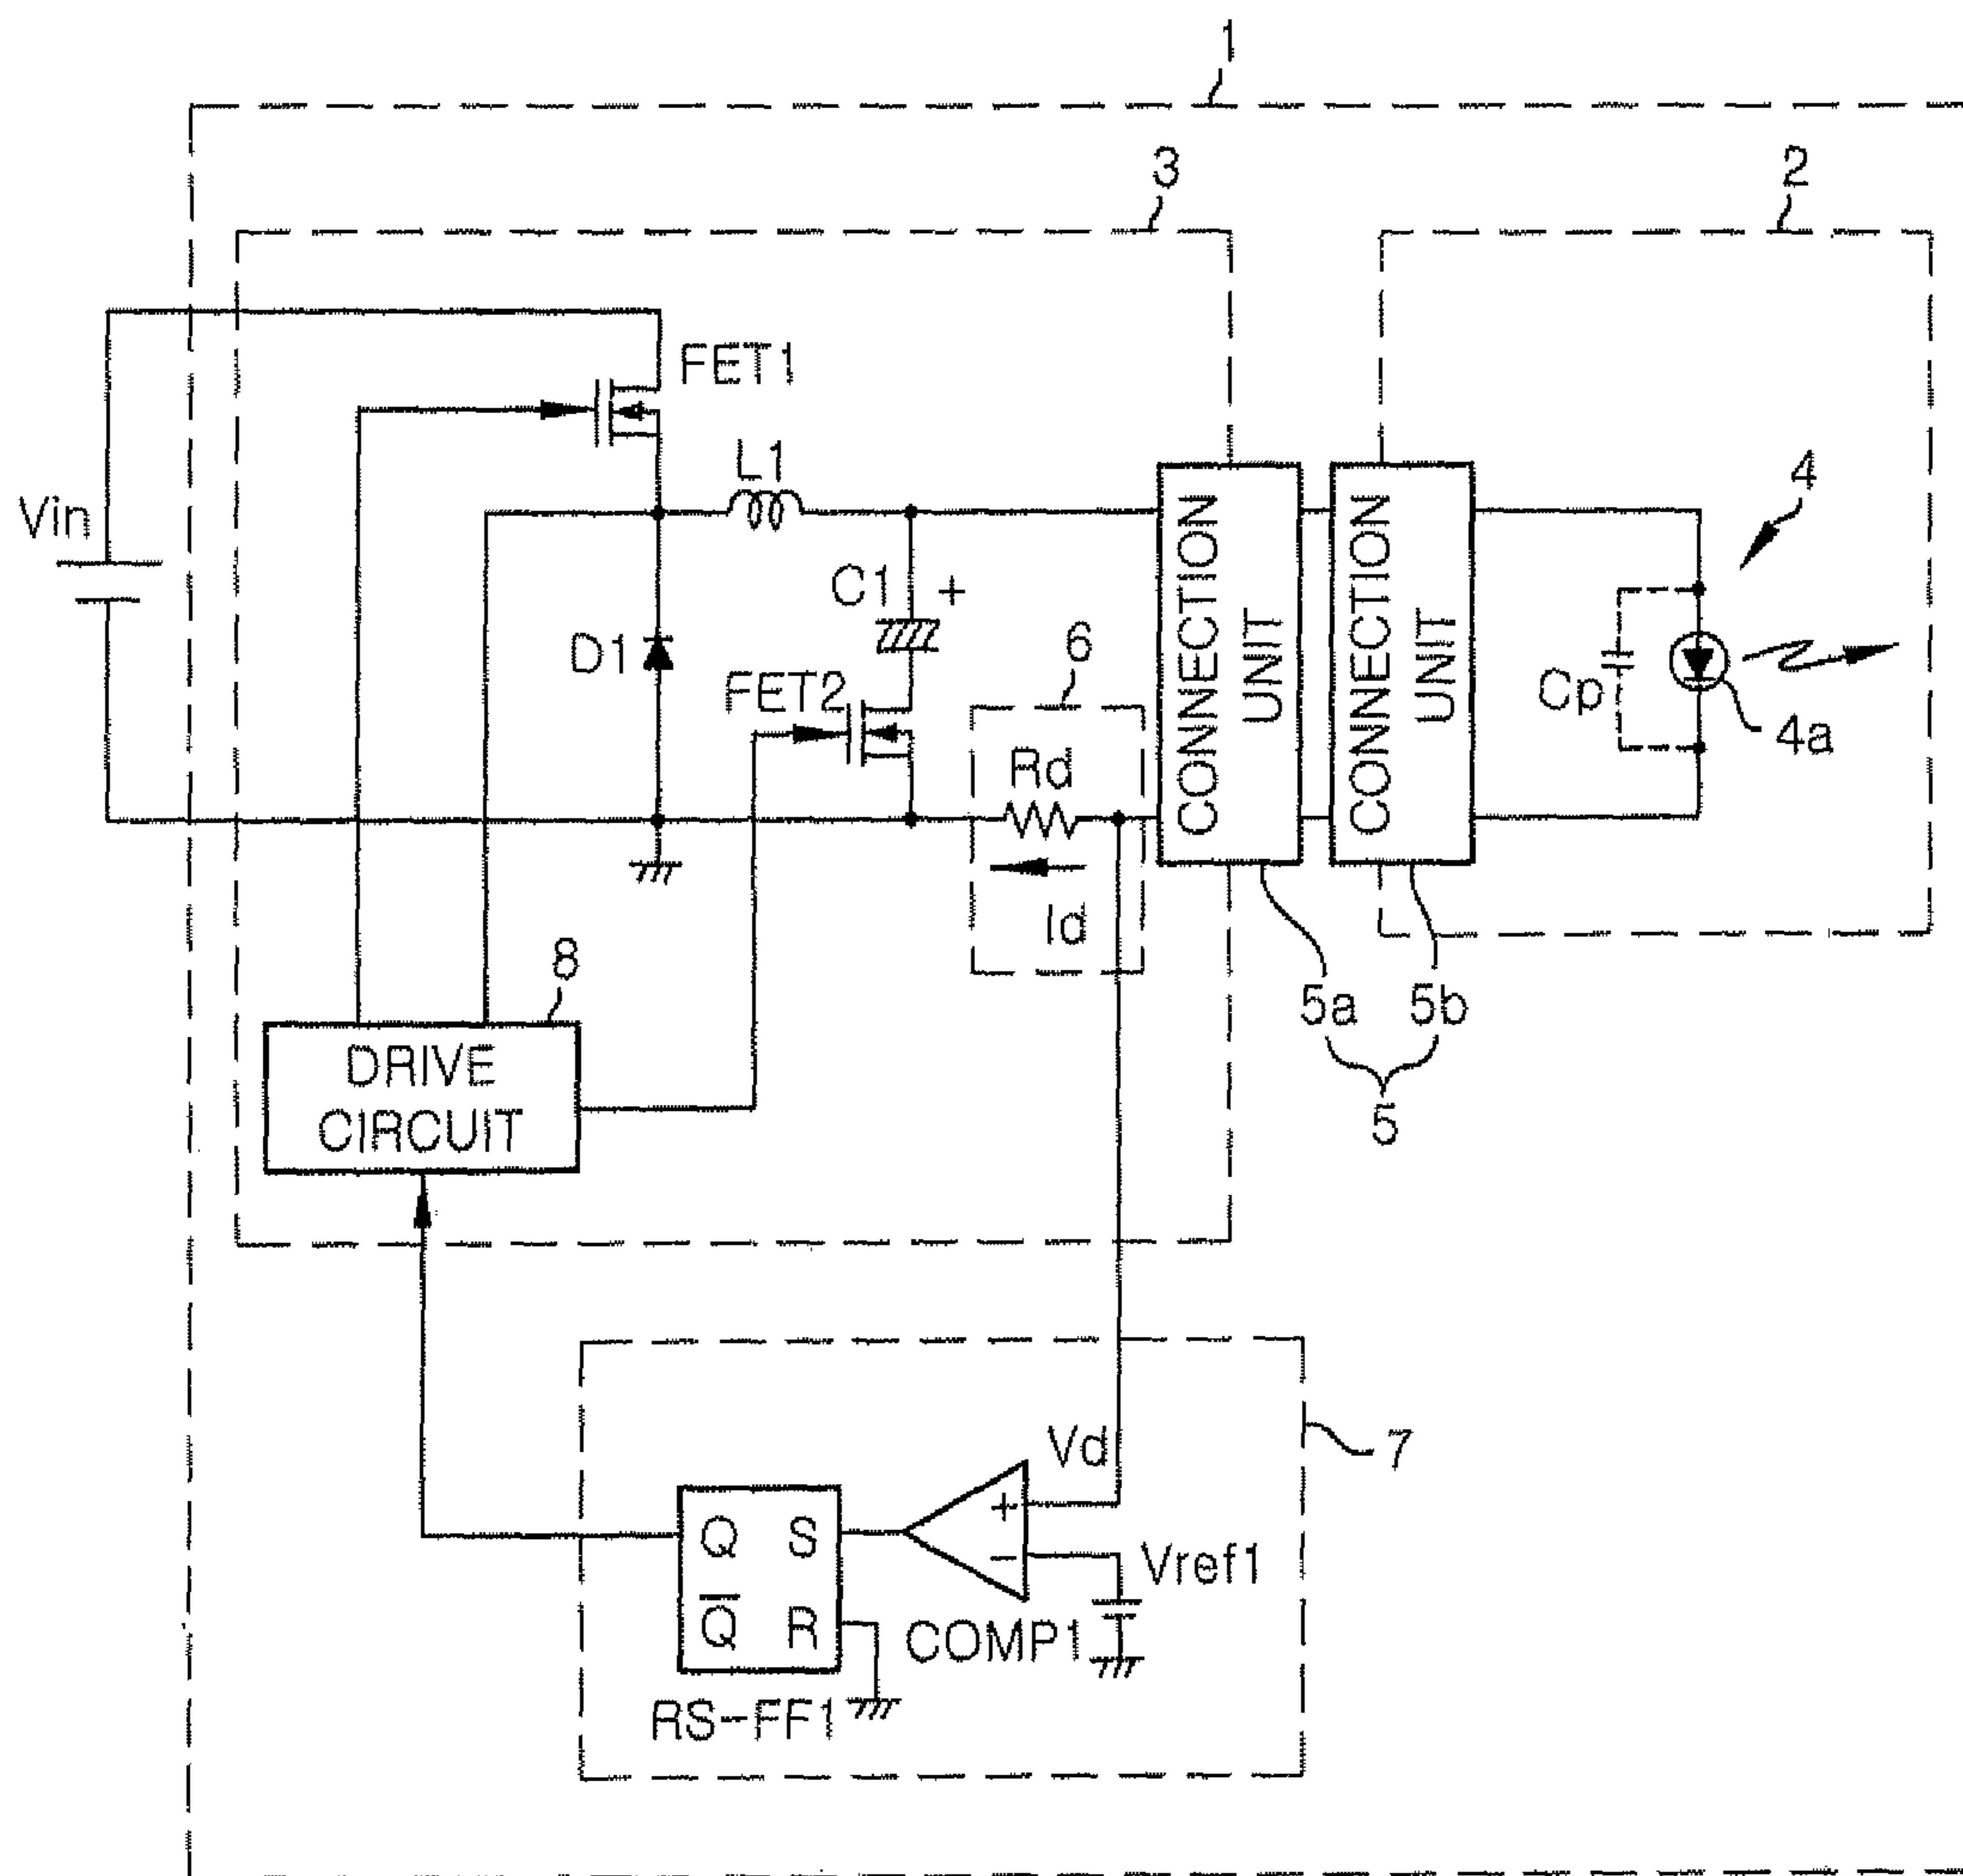 1
3
2
FET1
L1
Vin
4
C1 +
D1
6
FET2
CONNECTION
UNIT
CONNECTION
UNIT
Cp
4a
Rd
Id
8
5a
5b
5
DRIVE
CIRCUIT
Vd
7
Q S
+
−
Vref1
Q̅ R
COMP1
RS-FF1